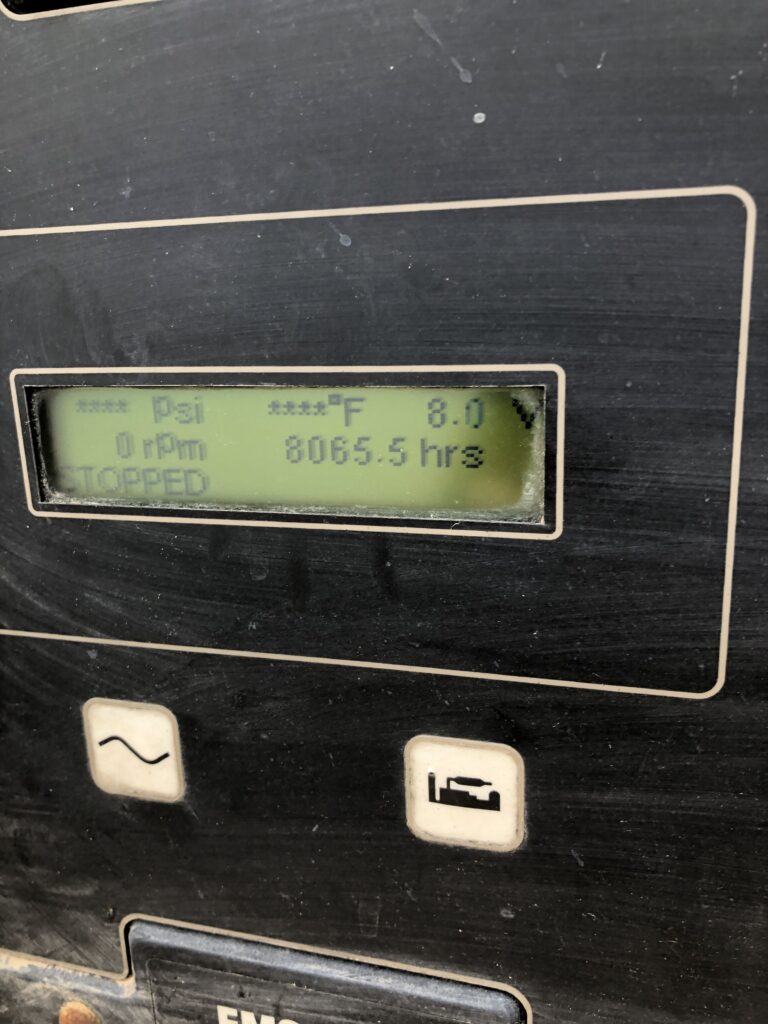 **** Psi ****°F 8.0 V
0 rpm 8065.5 hrs
STOPPED